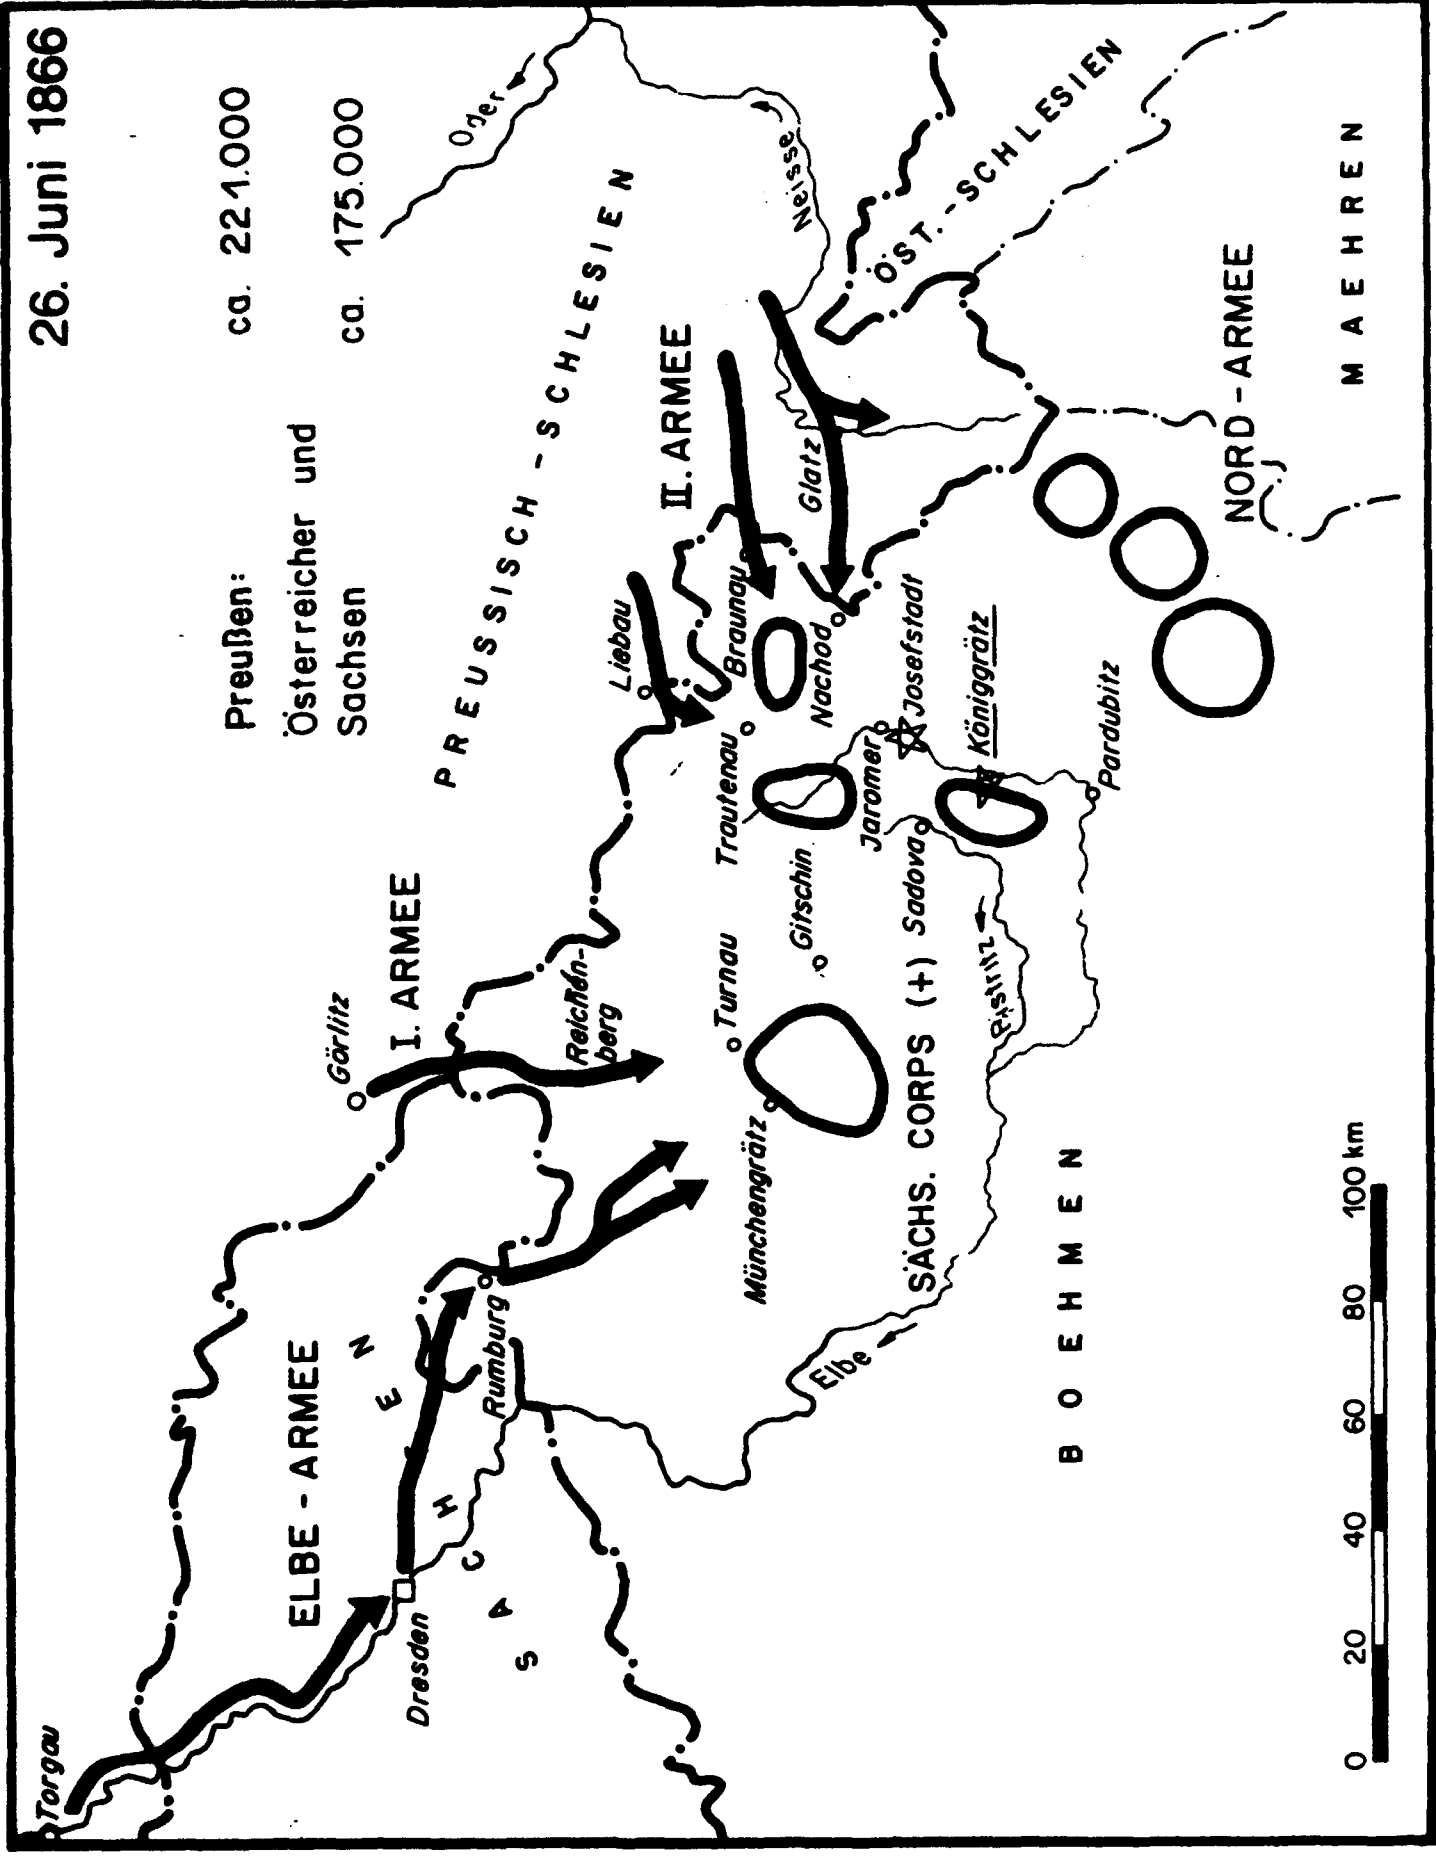 26. Juni 1866
Preußen: ca. 221.000
Österreicher und
Sachsen ca. 175.000
Torgau
ELBE-ARMEE
Görlitz
I. ARMEE
PREUSSISCH-SCHLESIEN
Oder
Dresden
SACHSEN
Rumburg
Reichen-
berg
Liebau
II. ARMEE
Neisse
Turnau
Trautenau
Braunau
Glatz
ÖST.-SCHLESIEN
Münchengrätz
Gitschin
Nachod
Jaromer
Josefstadt
Elbe
SÄCHS. CORPS (+)
Sadova
Königgrätz
Bistritz
Pardubitz
NORD-ARMEE
BOEHMEN
MAEHREN
0 20 40 60 80 100 km